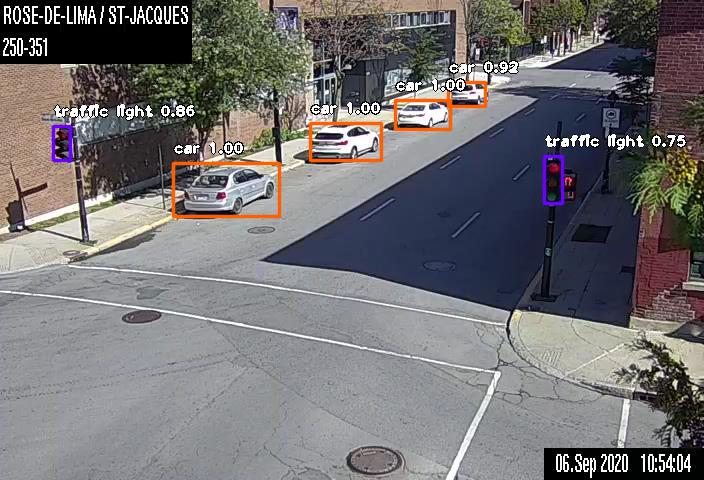 ROSE-DE-LIMA / ST-JACQUES
250-351
car 0.92
car 1.00
car 1.00
traffic light 0.86
traffic light 0.75
car 1.00
06.Sep 2020 10:54:04